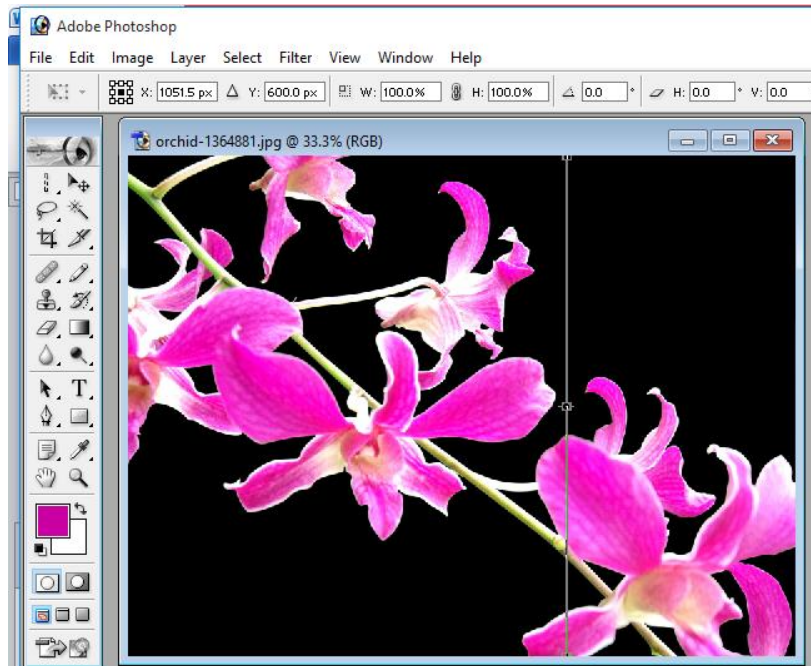 Adobe Photoshop
File Edit Image Layer Select Filter View Window Help
X: 1051.5 px Y: 600.0 px W: 100.0% H: 100.0% 0.0 ° H: 0.0 ° V: 0.0
orchid-1364881.jpg @ 33.3% (RGB)
T